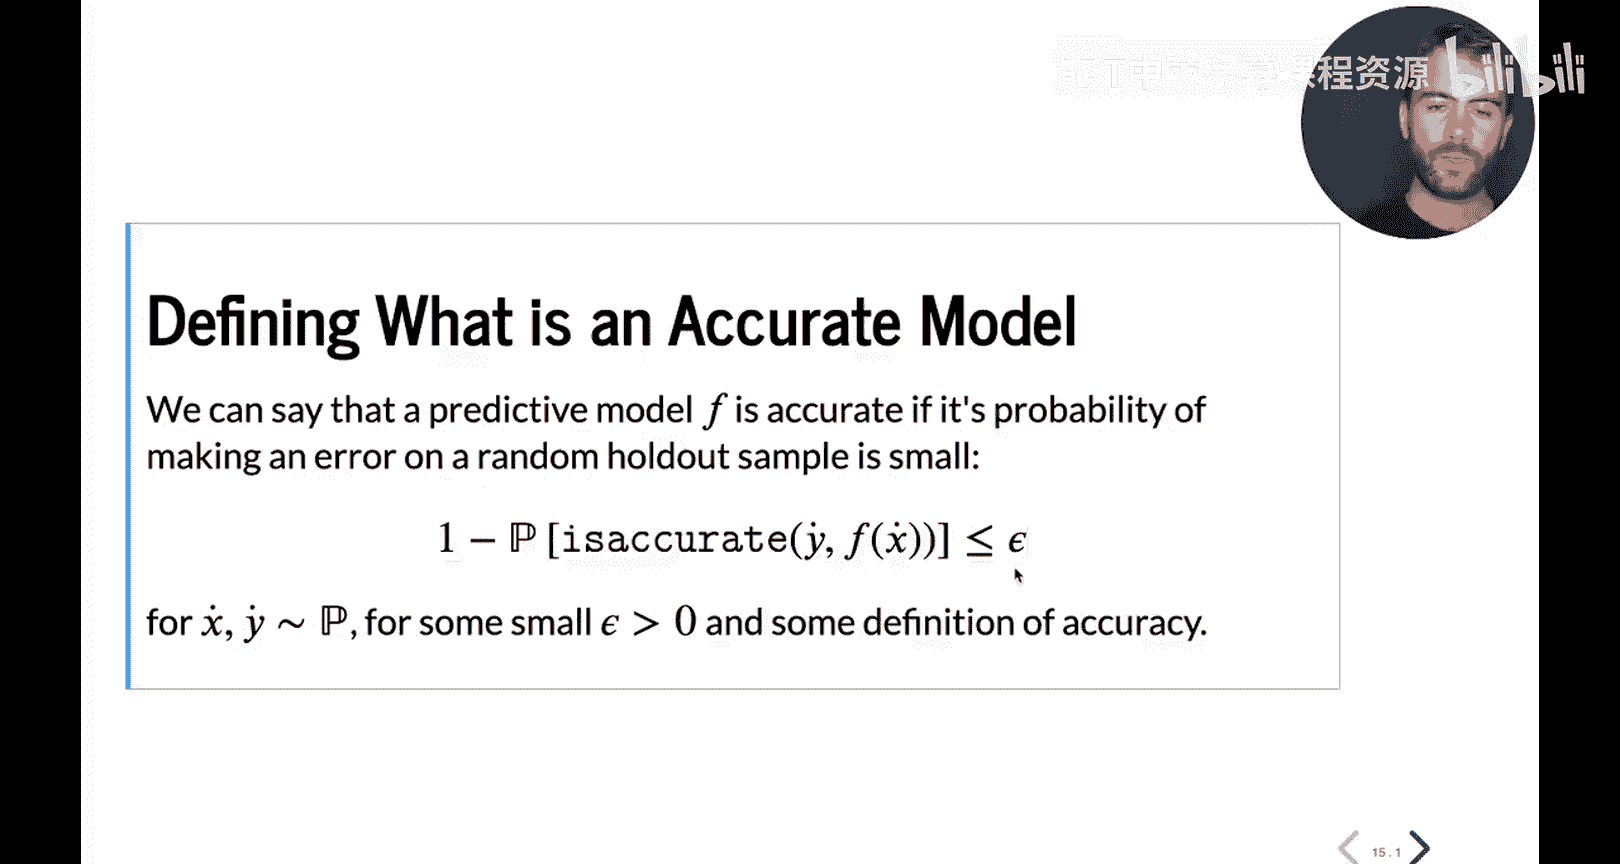 程资源 bilibili
Defining What is an Accurate Model
We can say that a predictive model f is accurate if it's probability of
making an error on a random holdout sample is small:
1 − ℙ [isaccurate(ẏ, f(ẋ))] ≤ ϵ
for ẋ, ẏ ∼ ℙ, for some small ϵ > 0 and some definition of accuracy.
15.1